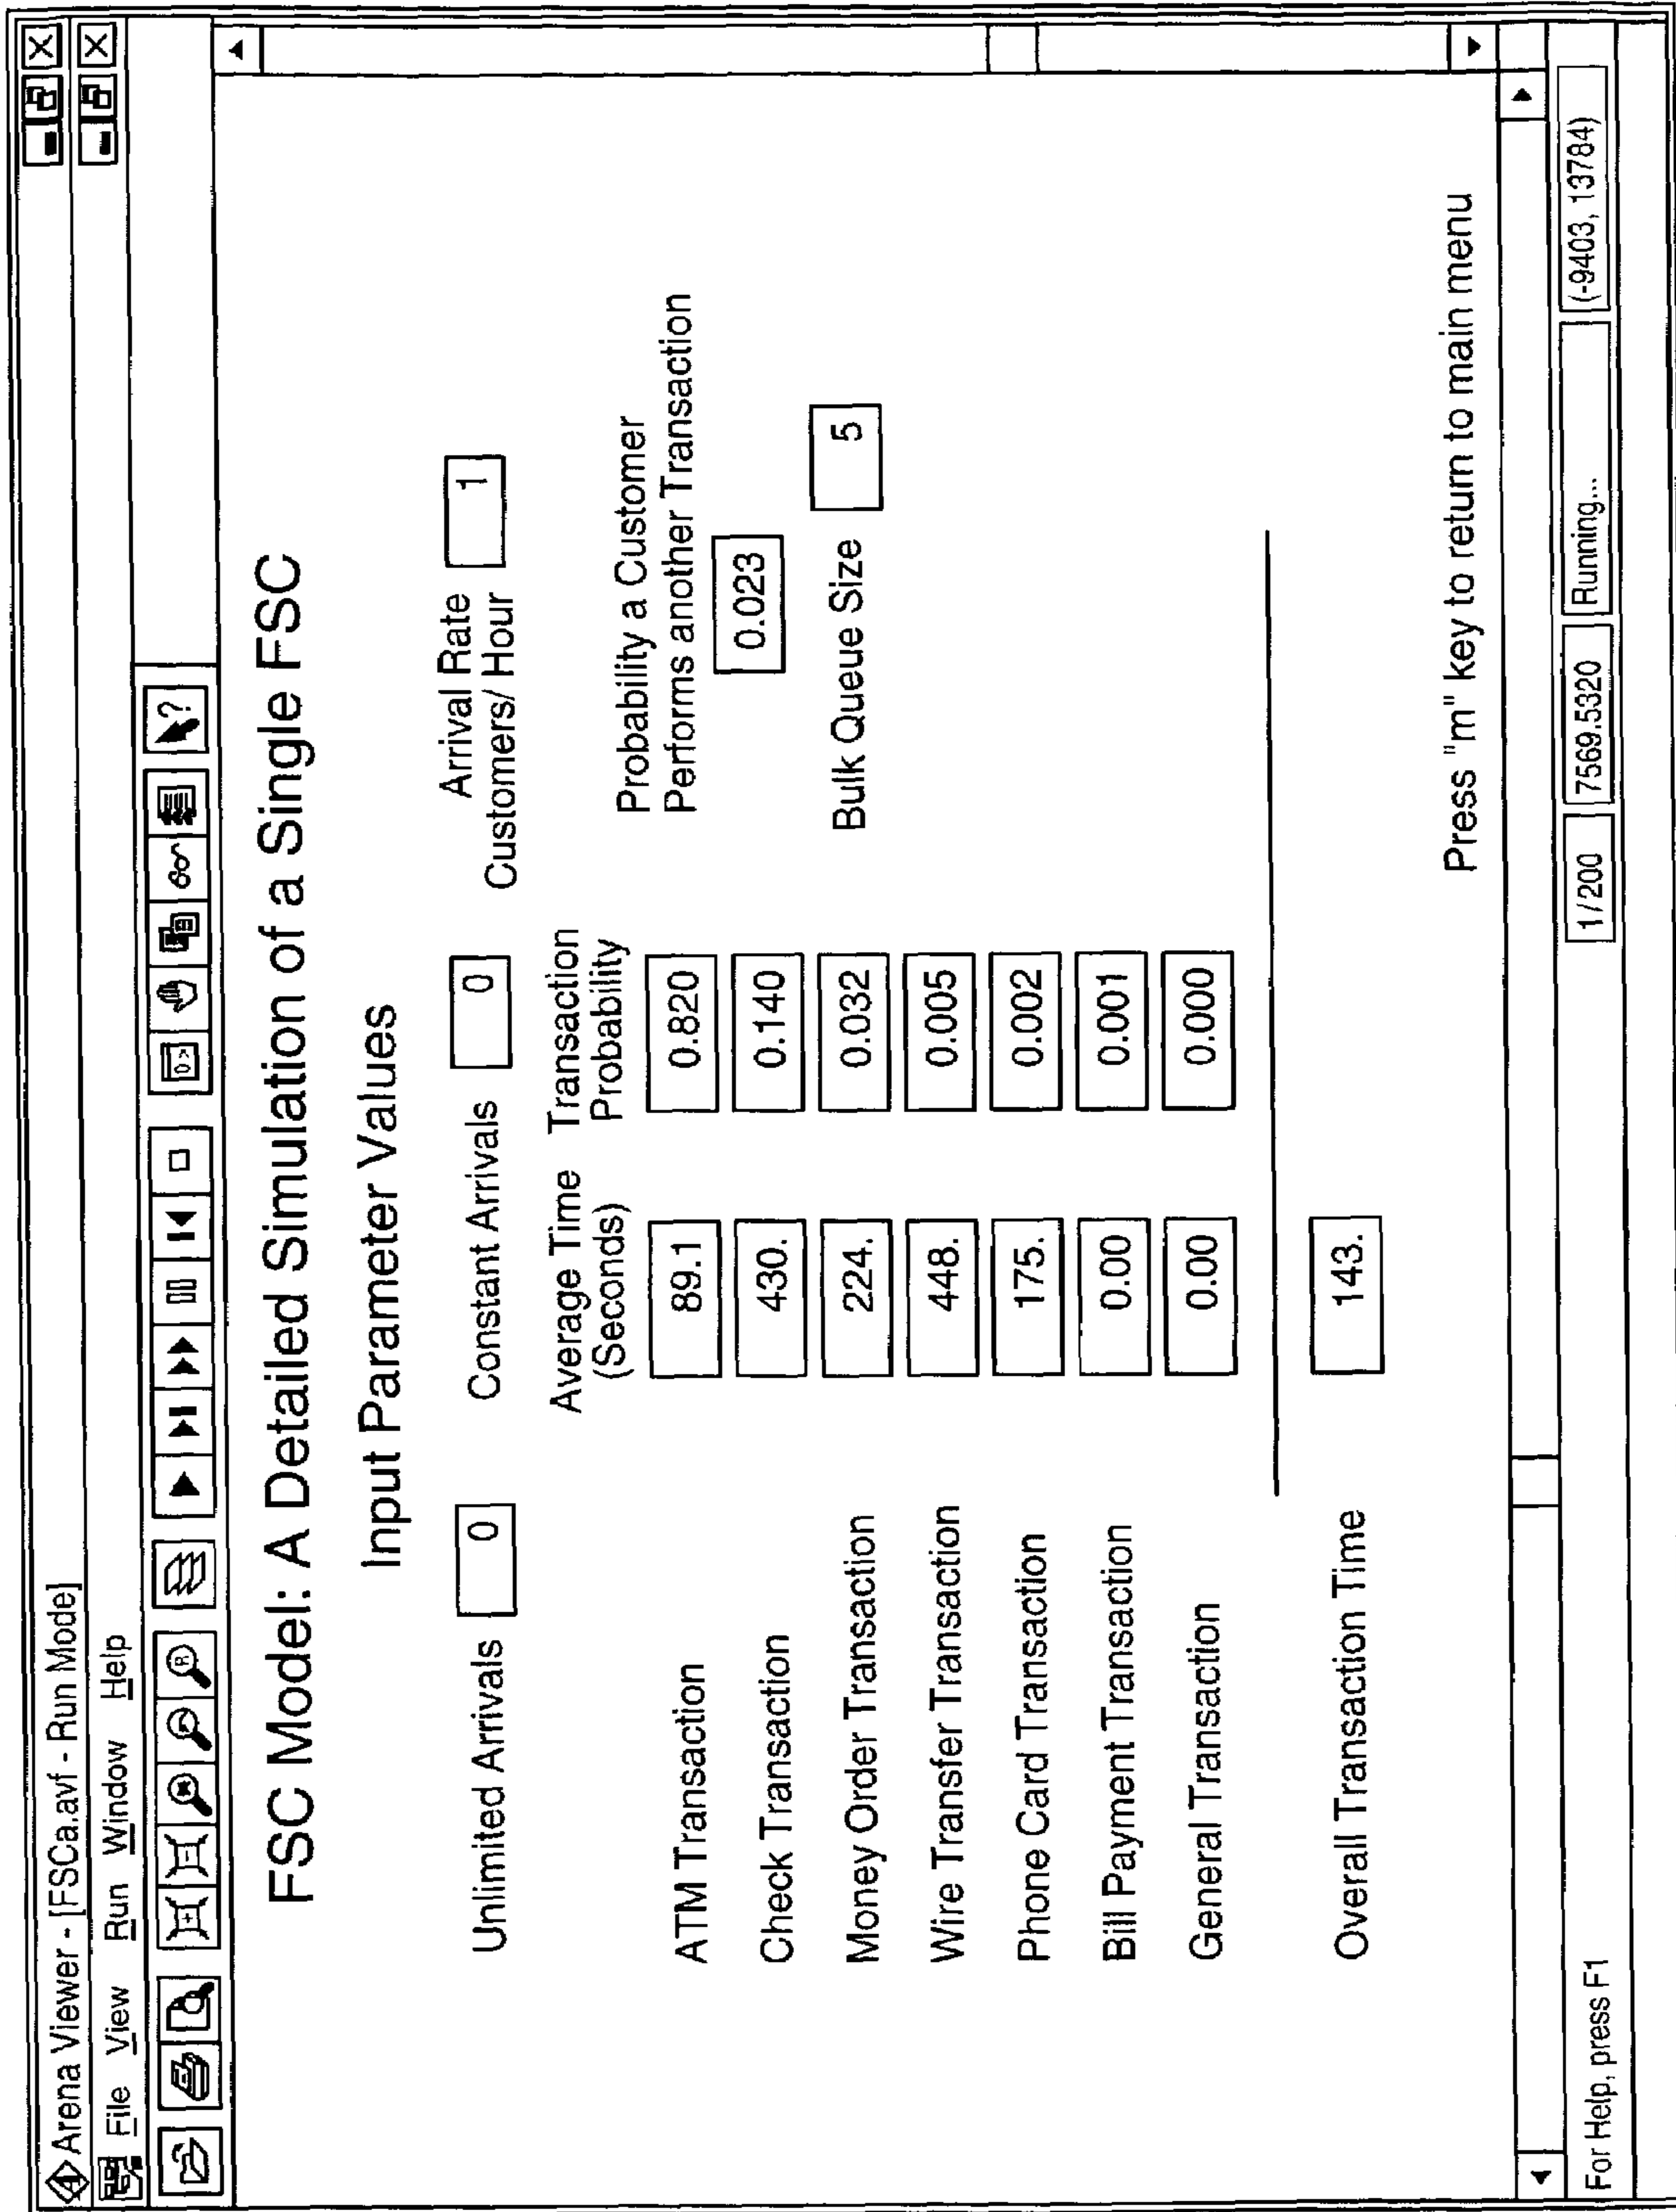 Arena Viewer - [FSCa.avf - Run Mode]
File View Run Window Help
FSC Model: A Detailed Simulation of a Single FSC
Input Parameter Values
Unlimited Arrivals 0 Constant Arrivals 0 Arrival Rate Customers/ Hour 1
Average Time (Seconds) Transaction Probability
ATM Transaction 89.1 0.820
Check Transaction 430. 0.140
Money Order Transaction 224. 0.032
Wire Transfer Transaction 448. 0.005
Phone Card Transaction 175. 0.002
Bill Payment Transaction 0.00 0.001
General Transaction 0.00 0.000
Probability a Customer
Performs another Transaction
0.023
Bulk Queue Size 5
Overall Transaction Time 143.
Press "m" key to return to main menu
For Help, press F1 1/200 7569.5320 Running... (-9403, 13784)